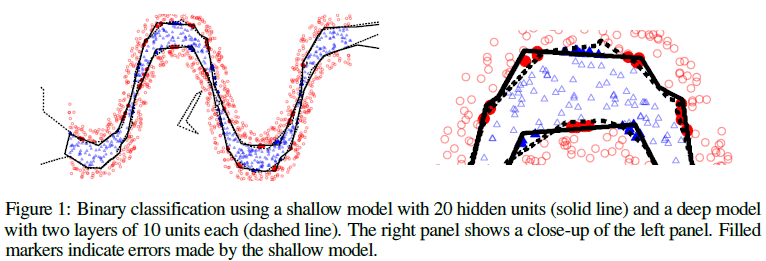 Figure 1: Binary classification using a shallow model with 20 hidden units (solid line) and a deep model
with two layers of 10 units each (dashed line). The right panel shows a close-up of the left panel. Filled
markers indicate errors made by the shallow model.